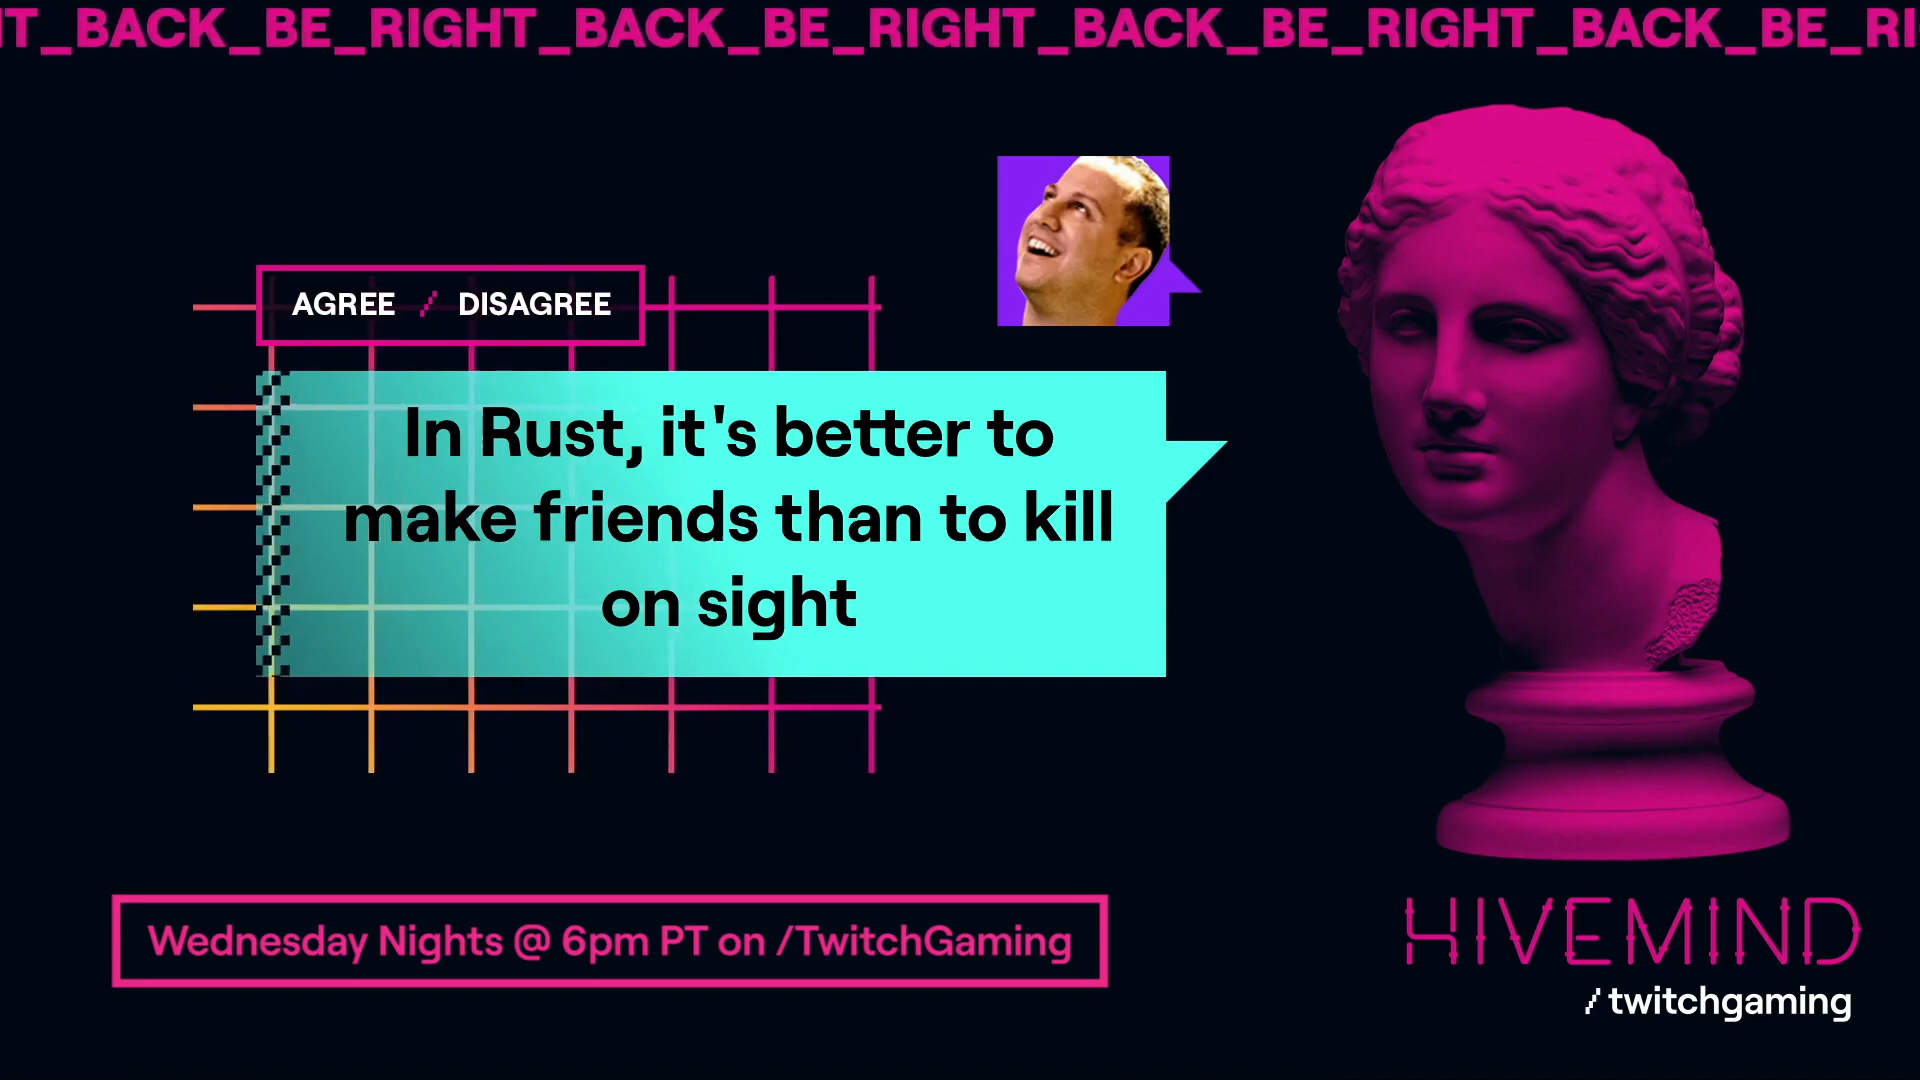 IT_BACK_BE_RIGHT_BACK_BE_RIGHT_BACK_BE_RIGHT_BACK_BE_RI
AGREE / DISAGREE
In Rust, it's better to
make friends than to kill
on sight
Wednesday Nights @ 6pm PT on /TwitchGaming
HIVEMIND
/twitchgaming